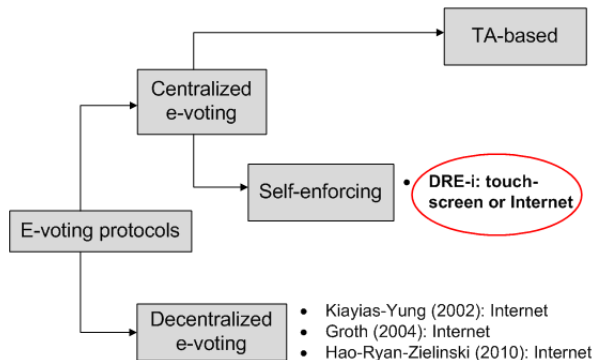 TA-based
Centralized
e-voting
Self-enforcing
• DRE-i: touch-
screen or Internet
E-voting protocols
Decentralized
e-voting
• Kiayias-Yung (2002): Internet
• Groth (2004): Internet
• Hao-Ryan-Zielinski (2010): Internet